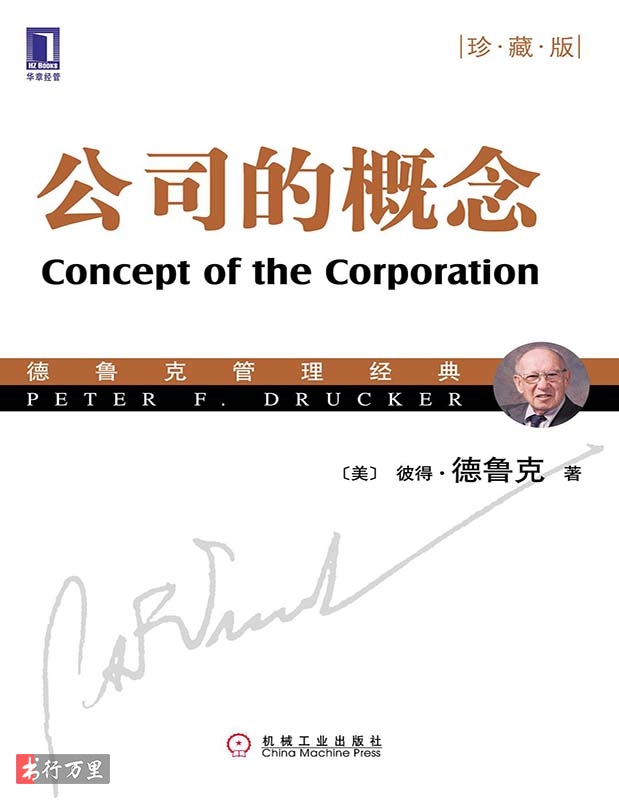 HZ BOOKS
华章经管
珍·藏·版
公司的概念
Concept of the Corporation
德鲁克管理经典
PETER F. DRUCKER
〔美〕 彼得·德鲁克 著
机械工业出版社
China Machine Press
书行万里